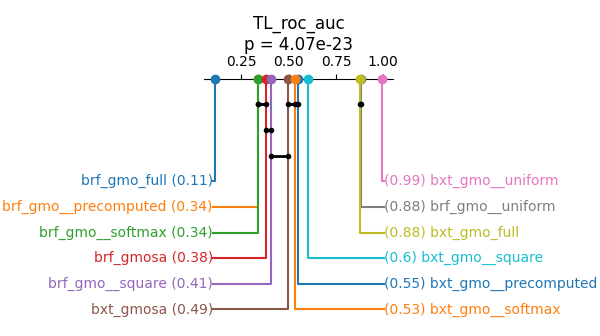 TL_roc_auc
p = 4.07e-23
0.25 0.50 0.75 1.00
brf_gmo_full (0.11) (0.99) bxt_gmo__uniform
brf_gmo__precomputed (0.34) (0.88) brf_gmo__uniform
brf_gmo__softmax (0.34) (0.88) bxt_gmo_full
brf_gmosa (0.38) (0.6) bxt_gmo__square
brf_gmo__square (0.41) (0.55) bxt_gmo__precomputed
bxt_gmosa (0.49) (0.53) bxt_gmo__softmax